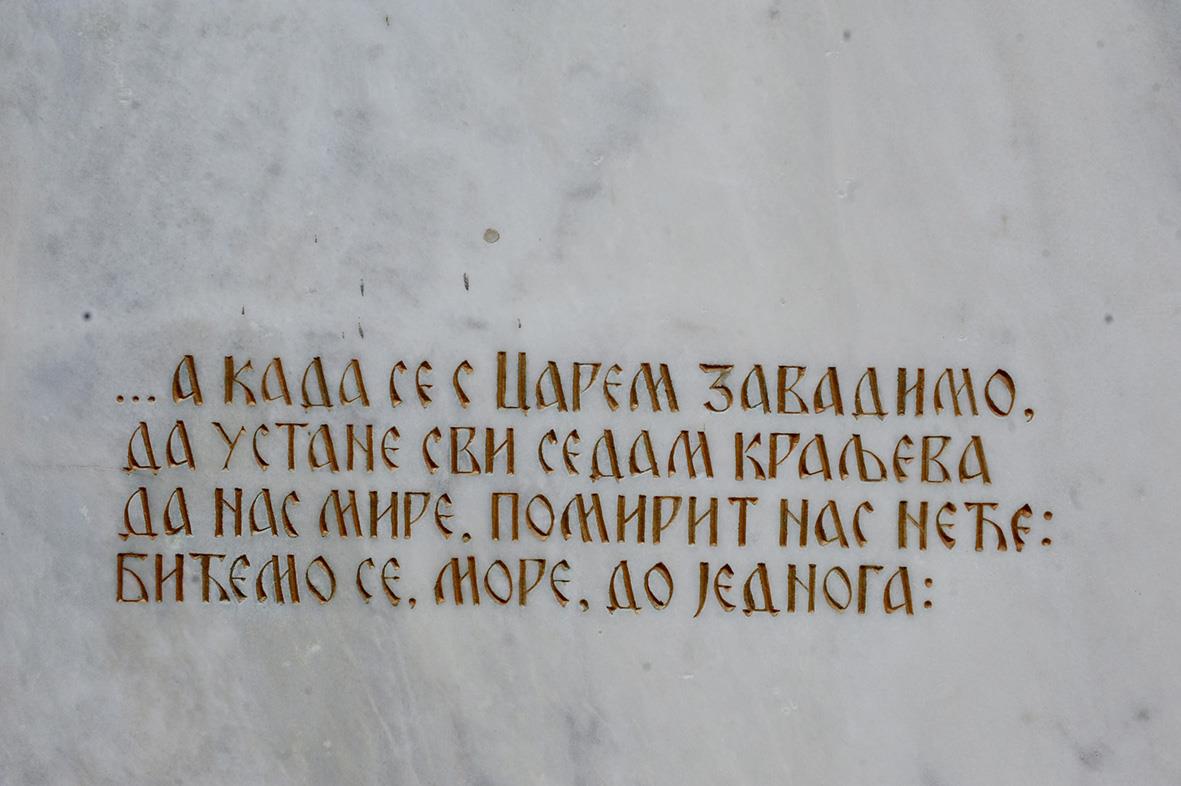 ...А КАДА СЕ С ЦАРЕМ ЗАВАДИМО,
ДА УСТАНЕ СВИ СЕДАМ КРАЉЕВА
ДА НАС МИРЕ, ПОМИРИТ НАС НЕЋЕ:
БИЋЕМО СЕ, МОРЕ, ДО ЈЕДНОГА: